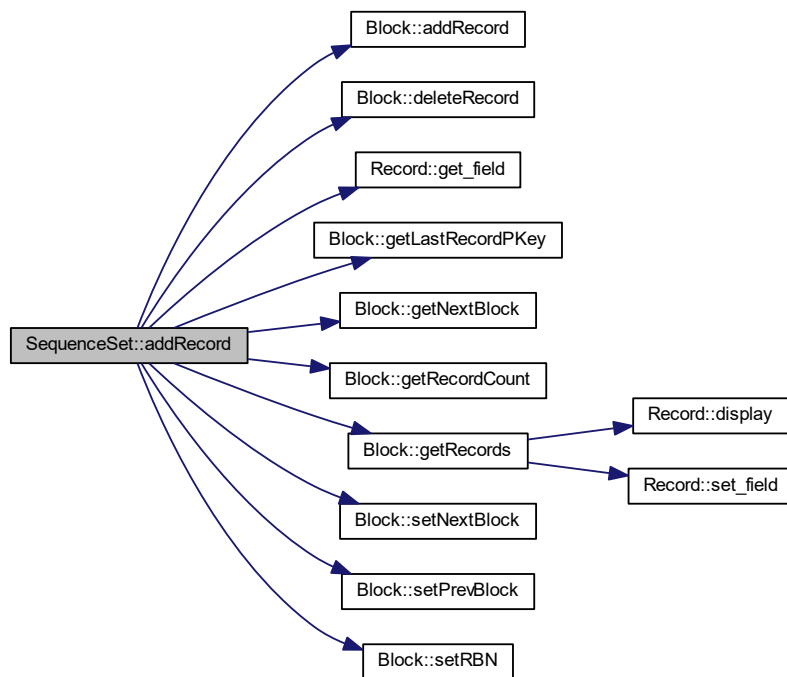 Block::addRecord
Block::deleteRecord
Record::get_field
Block::getLastRecordPKey
Block::getNextBlock
SequenceSet::addRecord
Block::getRecordCount
Record::display
Block::getRecords
Record::set_field
Block::setNextBlock
Block::setPrevBlock
Block::setRBN